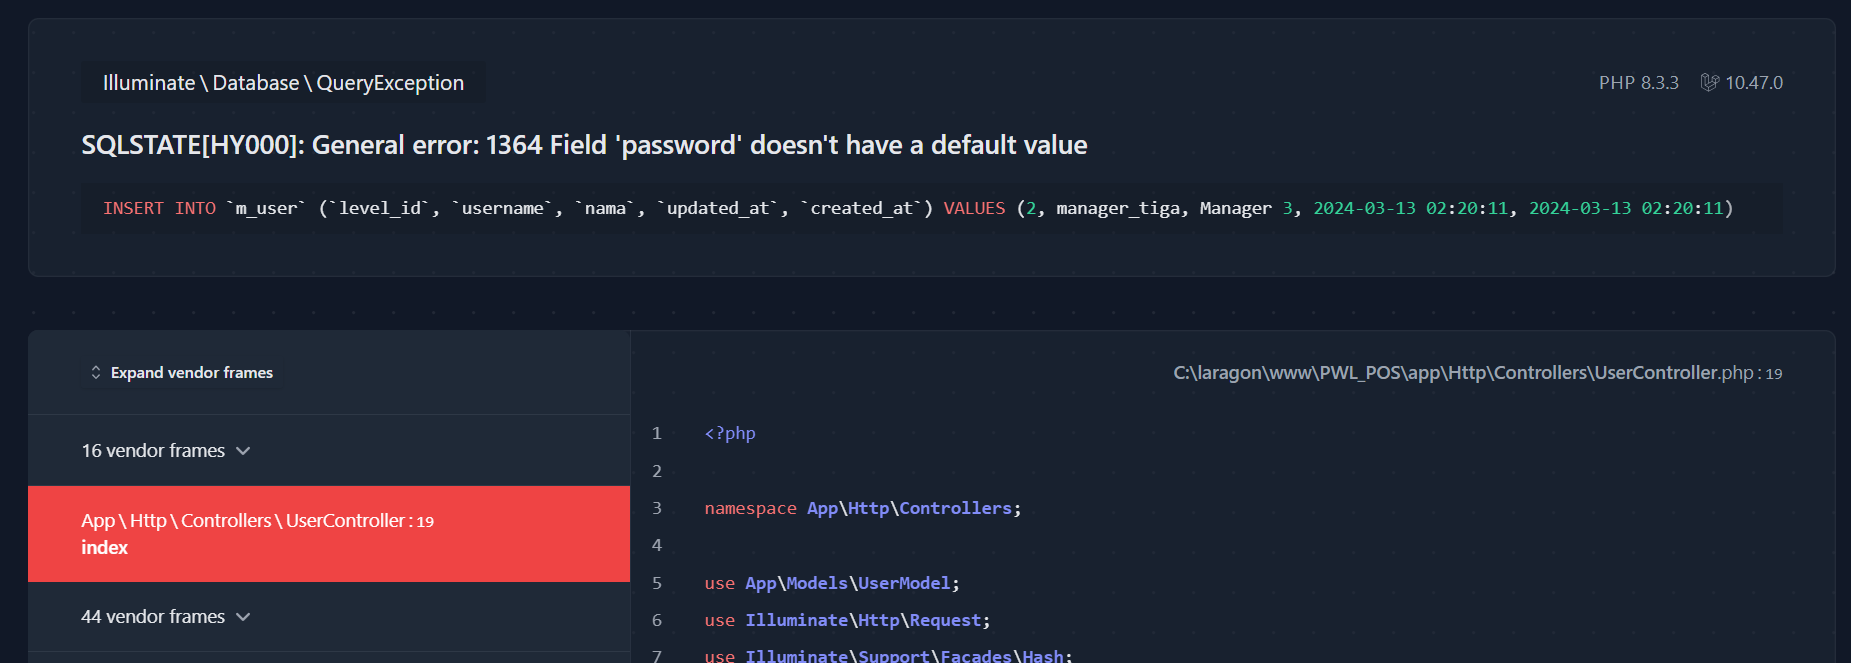 Illuminate\Database\QueryException
PHP 8.3.3 10.47.0
SQLSTATE[HY000]: General error: 1364 Field 'password' doesn't have a default value
INSERT INTO `m_user` (`level_id`, `username`, `nama`, `updated_at`, `created_at`) VALUES (2, manager_tiga, Manager 3, 2024-03-13 02:20:11, 2024-03-13 02:20:11)
Expand vendor frames
16 vendor frames
App\Http\Controllers\UserController:19
index
44 vendor frames
C:\laragon\www\PWL_POS\app\Http\Controllers\UserController.php:19
1 <?php
2
3 namespace App\Http\Controllers;
4
5 use App\Models\UserModel;
6 use Illuminate\Http\Request;
7 use Illuminate\Support\Facades\Hash;